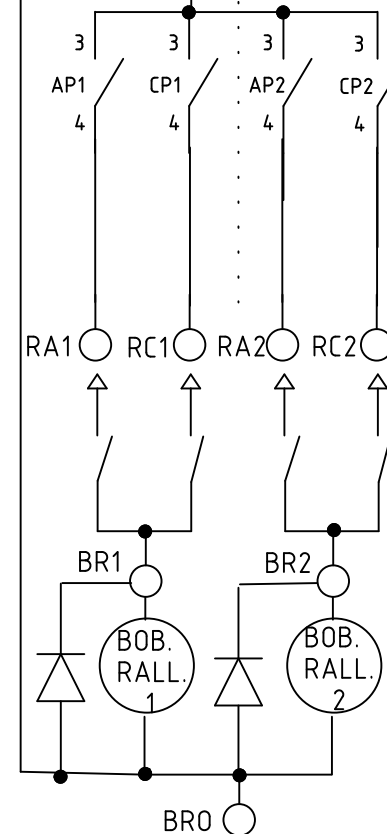 3 3 3 3
AP1 CP1 AP2 CP2
4 4 4 4
RA1 RC1 RA2 RC2
BR1 BR2
BOB. BOB.
RALL. RALL.
1 2
BR0